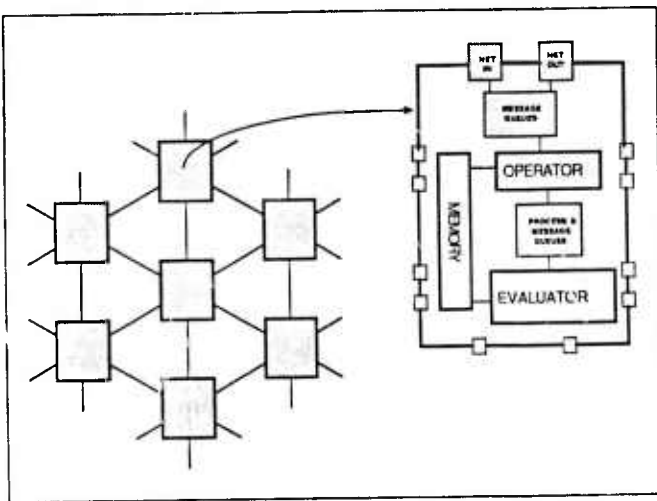 NET
IN
NET
OUT
MESSAGE
QUEUES
OPERATOR
MEMORY
PROCESS &
MESSAGE
QUEUES
EVALUATOR